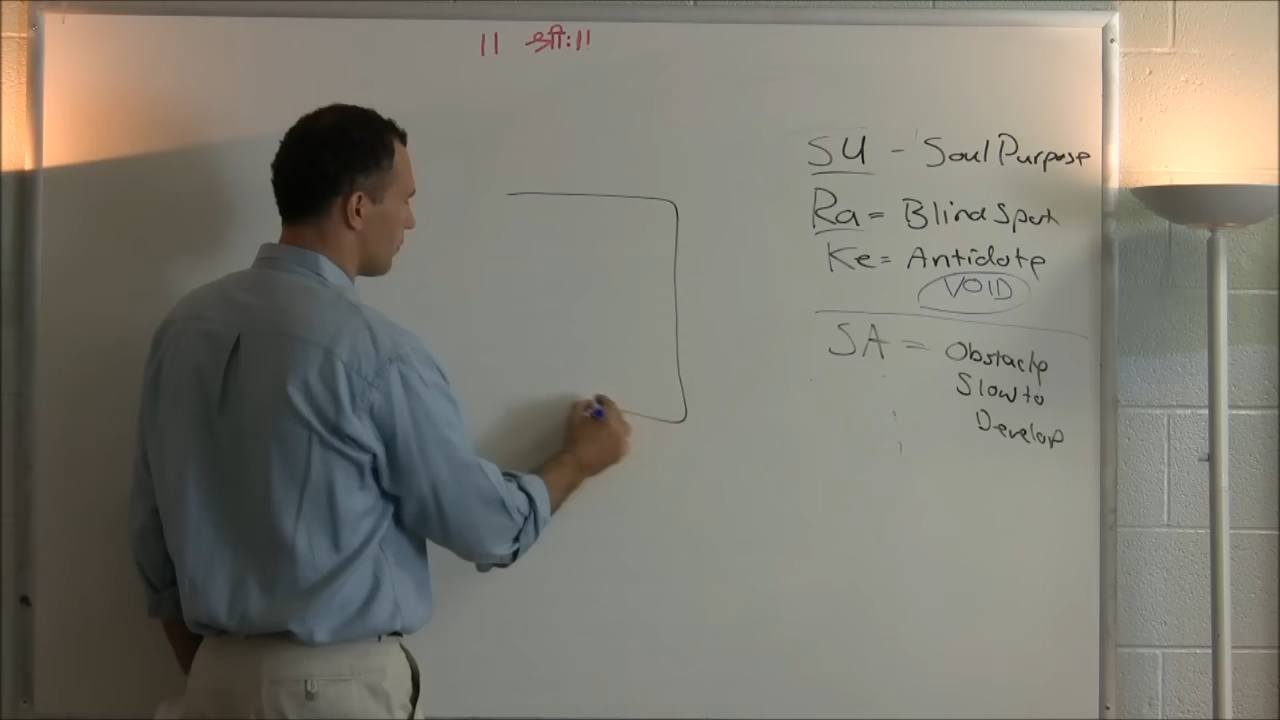 ॥ श्रीः॥
SU - Soul Purpose
Ra = Blind Spot
Ke = Antidote
VOID
SA = Obstacle
Slow to
Develop